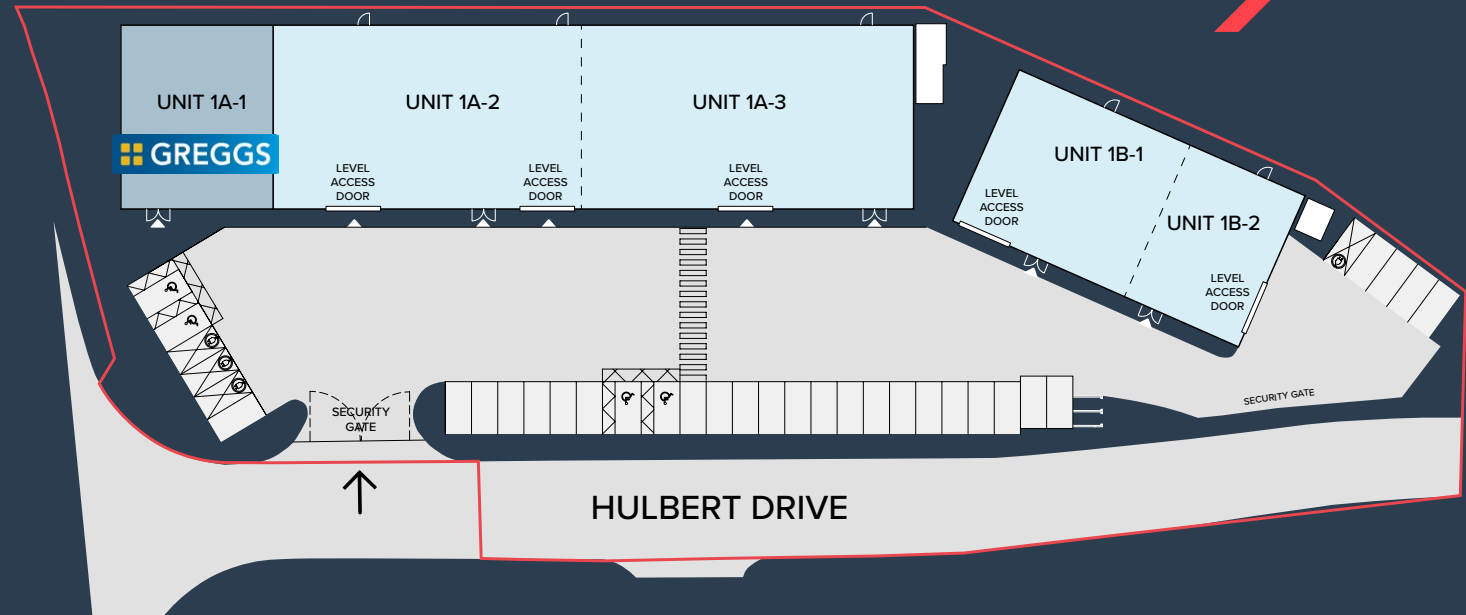 UNIT 1A-1
GREGGS
UNIT 1A-2
UNIT 1A-3
LEVEL
ACCESS
DOOR
LEVEL
ACCESS
DOOR
LEVEL
ACCESS
DOOR
UNIT 1B-1
LEVEL
ACCESS
DOOR
UNIT 1B-2
LEVEL
ACCESS
DOOR
SECURITY
GATE
SECURITY GATE
HULBERT DRIVE